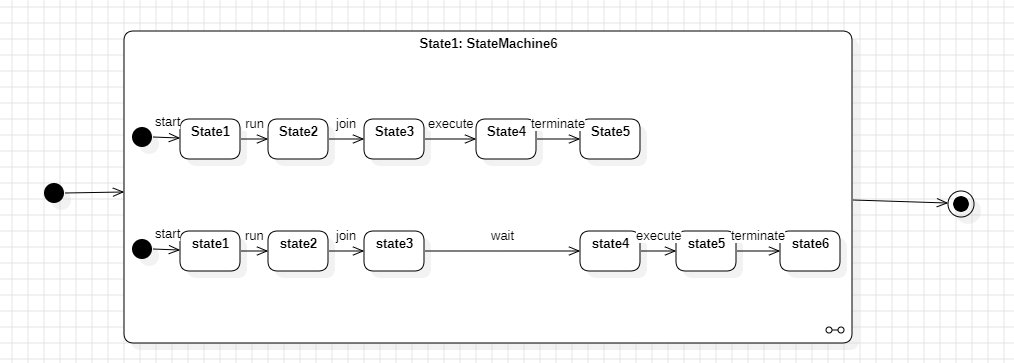 State1: StateMachine6
start run join execute terminate
State1 State2 State3 State4 State5
start run join wait execute terminate
state1 state2 state3 state4 state5 state6